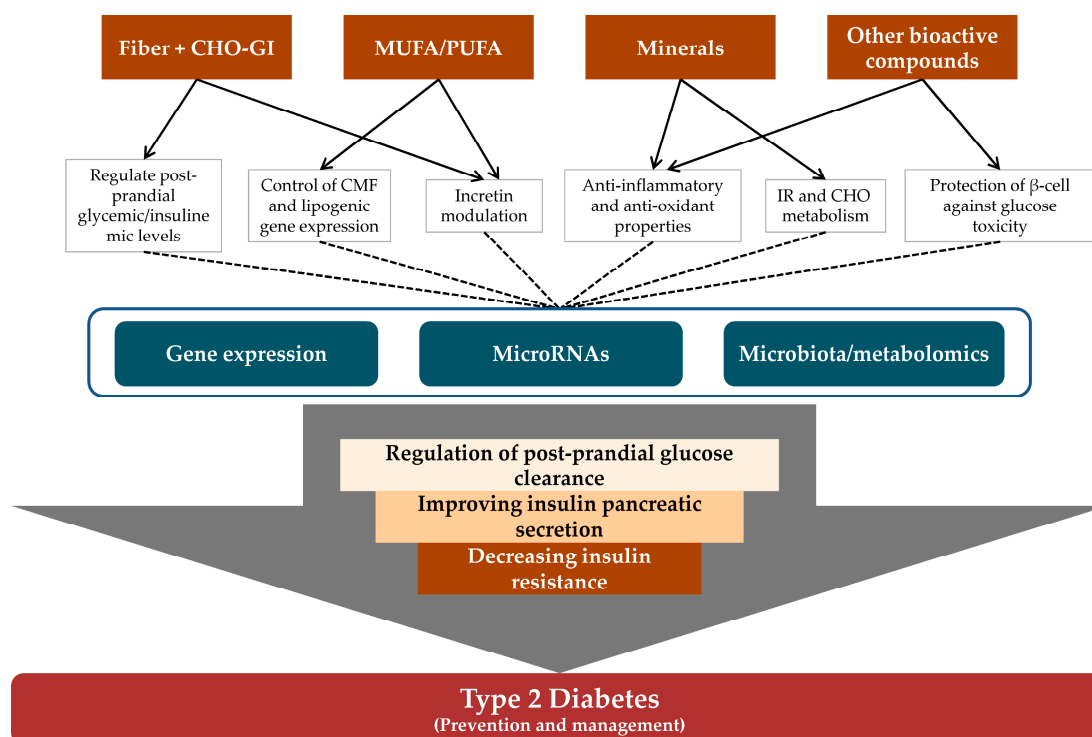 Fiber + CHO-GI
MUFA/PUFA
Minerals
Other bioactive
compounds
Regulate post-
prandial
glycemic/insuline
mic levels
Control of CMF
and lipogenic
gene expression
Incretin
modulation
Anti-inflammatory
and anti-oxidant
properties
IR and CHO
metabolism
Protection of β-cell
against glucose
toxicity
Gene expression
MicroRNAs
Microbiota/metabolomics
Regulation of post-prandial glucose
clearance
Improving insulin pancreatic
secretion
Decreasing insulin
resistance
Type 2 Diabetes
(Prevention and management)